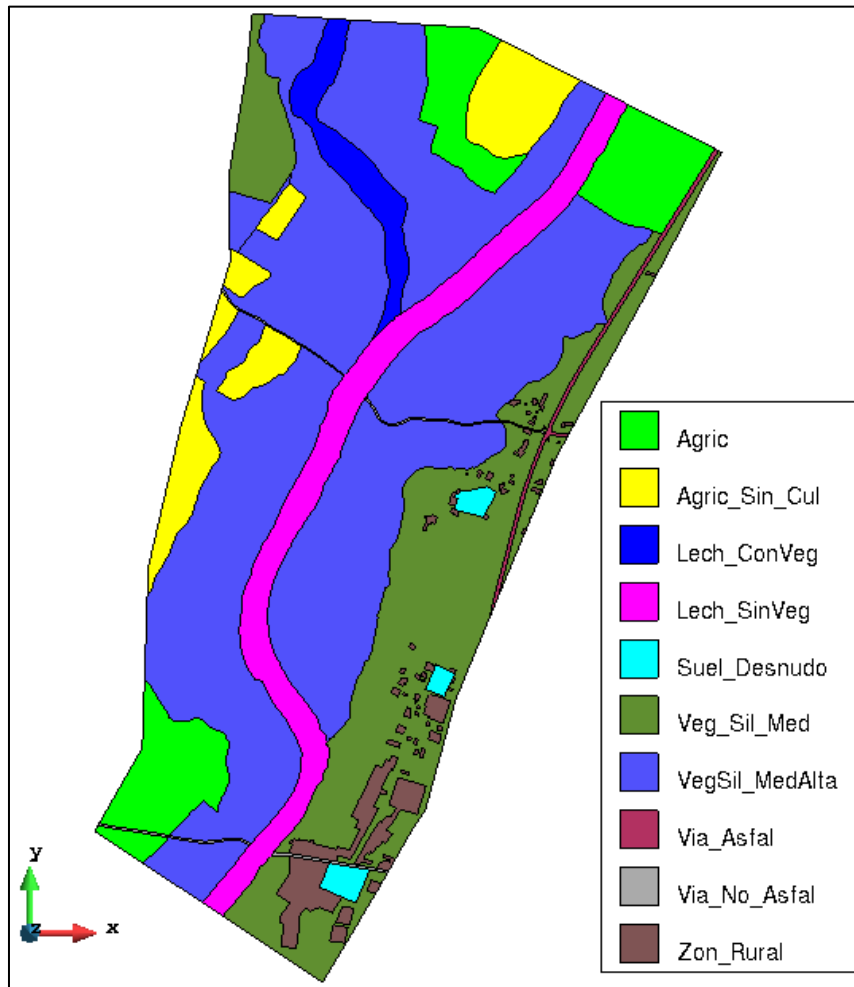 Agric
Agric_Sin_Cul
Lech_ConVeg
Lech_SinVeg
Suel_Desnudo
Veg_Sil_Med
VegSil_MedAlta
Via_Asfal
Via_No_Asfal
Zon_Rural
y
z x